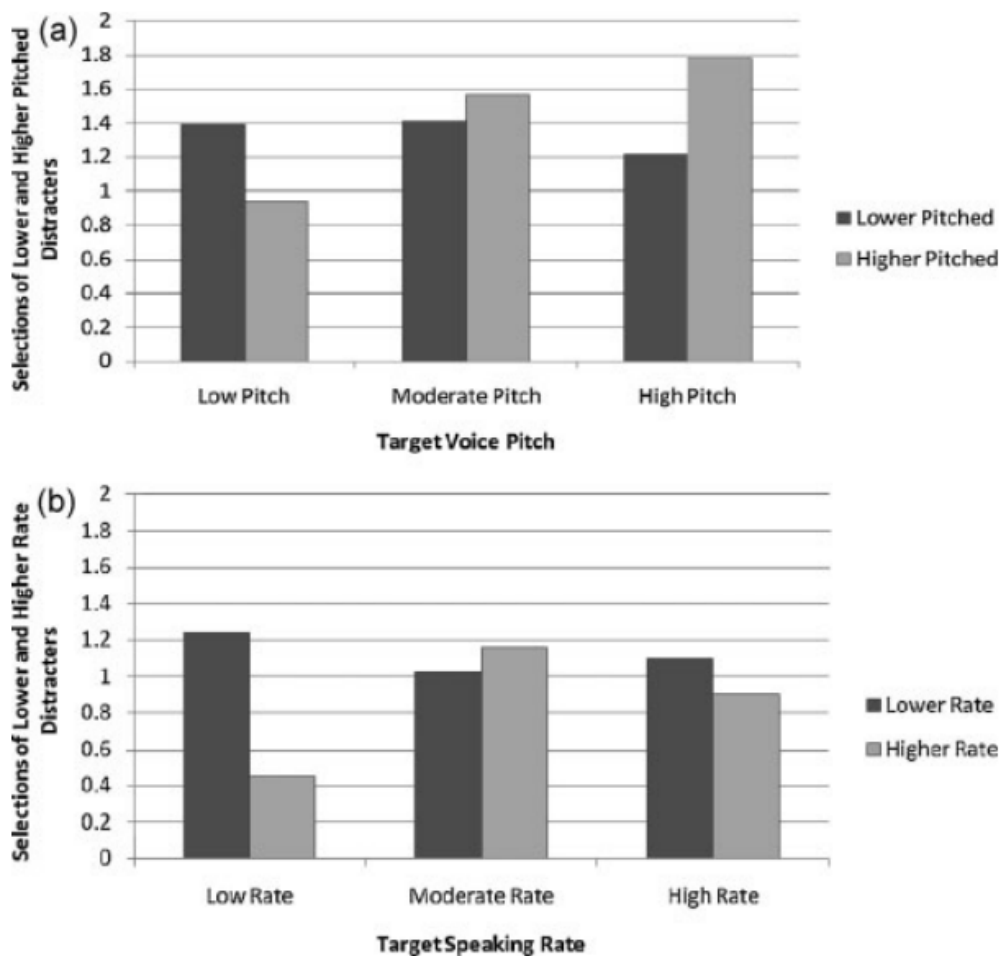 (a)
Selections of Lower and Higher Pitched
Distracters
2
1.8
1.6
1.4
1.2
1
0.8
0.6
0.4
0.2
0
Low Pitch Moderate Pitch High Pitch
Target Voice Pitch
Lower Pitched
Higher Pitched
(b)
Selections of Lower and Higher Rate
Distracters
2
1.8
1.6
1.4
1.2
1
0.8
0.6
0.4
0.2
0
Low Rate Moderate Rate High Rate
Target Speaking Rate
Lower Rate
Higher Rate